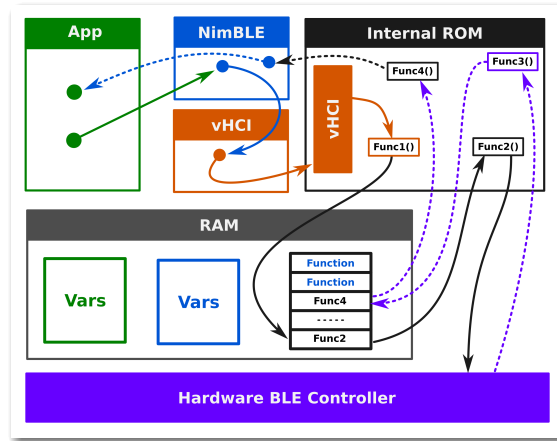 App
NimBLE
Internal ROM
Func3()
Func4()
vHCI
vHCI
Func1()
Func2()
RAM
Function
Function
Func4
-----
Func2
Vars
Vars
Hardware BLE Controller